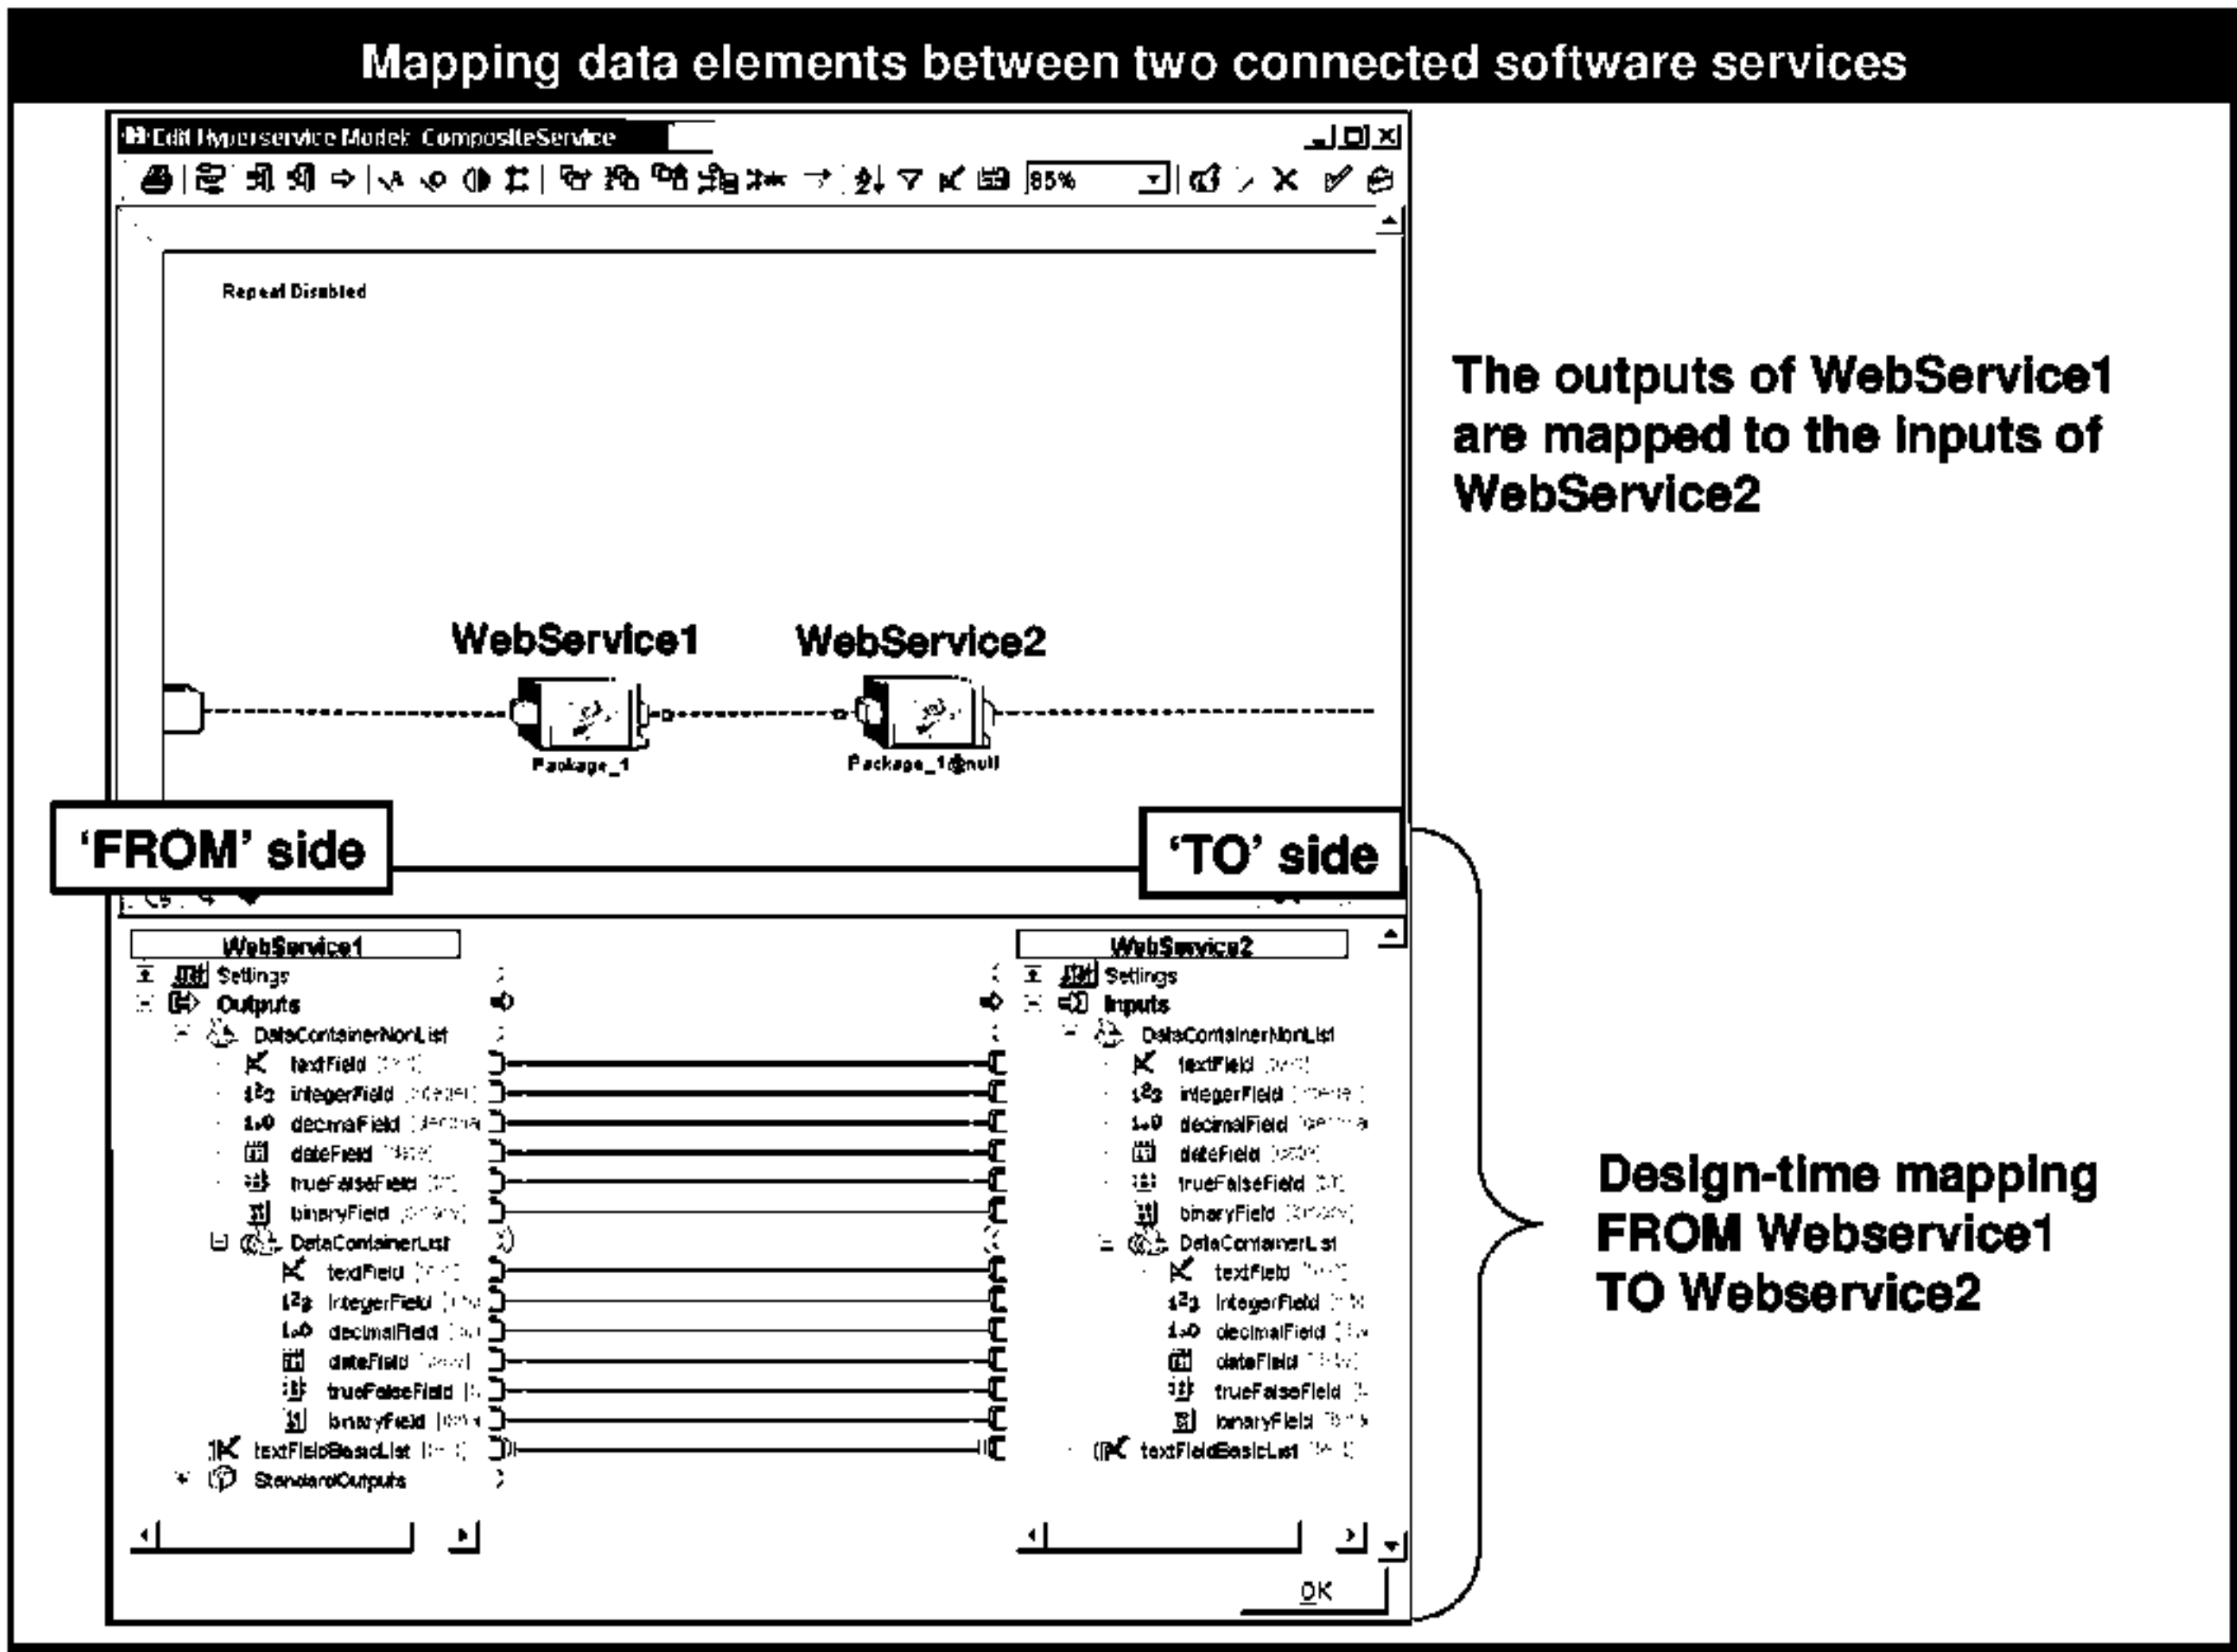 Mapping data elements between two connected software services
Edit Hyperservice Model: CompositeService
85%
Repeat Disabled
The outputs of WebService1
are mapped to the inputs of
WebService2
WebService1 WebService2
Package_1 Package_1@null
‘FROM’ side ‘TO’ side
WebService1 WebService2
Settings Settings
Outputs Inputs
DataContainerNonList DataContainerNonList
textField textField
integerField integerField
decimalField decimalField
dateField dateField
trueFalseField trueFalseField
binaryField binaryField
DataContainerList DataContainerList
textField textField
integerField integerField
decimalField decimalField
dateField dateField
trueFalseField trueFalseField
binaryField binaryField
textFieldBasicList textFieldBasicList
StandardOutputs
Design-time mapping
FROM Webservice1
TO Webservice2
OK